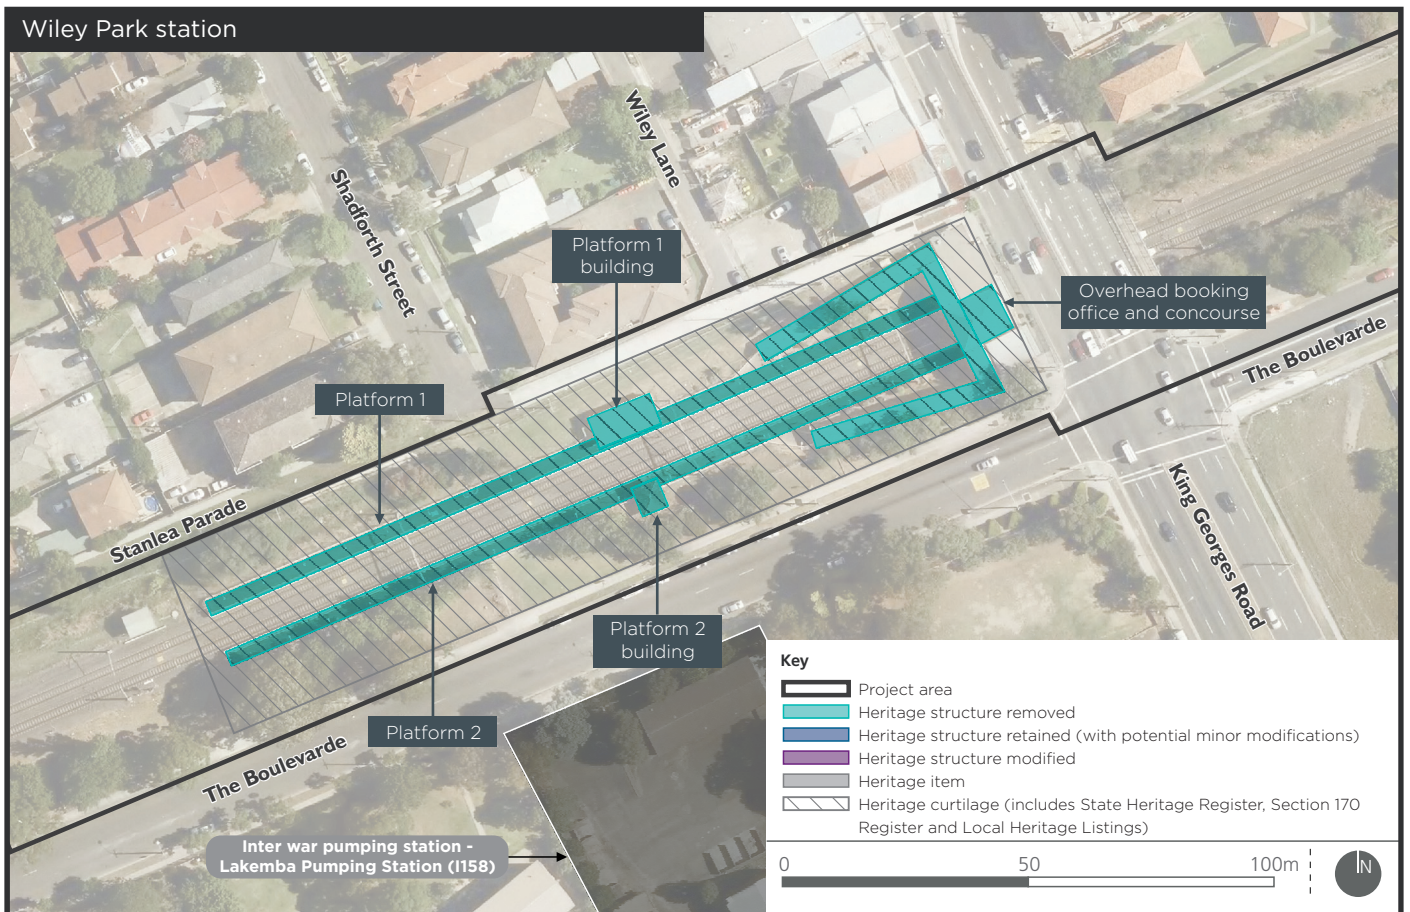 Wiley Park station
Wiley Lane
Shadforth Street
Platform 1
building
Overhead booking
office and concourse
The Boulevarde
Platform 1
King Georges Road
Stanlea Parade
Platform 2
building
Platform 2
The Boulevarde
Inter war pumping station -
Lakemba Pumping Station (I158)
Key
Project area
Heritage structure removed
Heritage structure retained (with potential minor modifications)
Heritage structure modified
Heritage item
Heritage curtilage (includes State Heritage Register, Section 170
Register and Local Heritage Listings)
0 50 100m
N